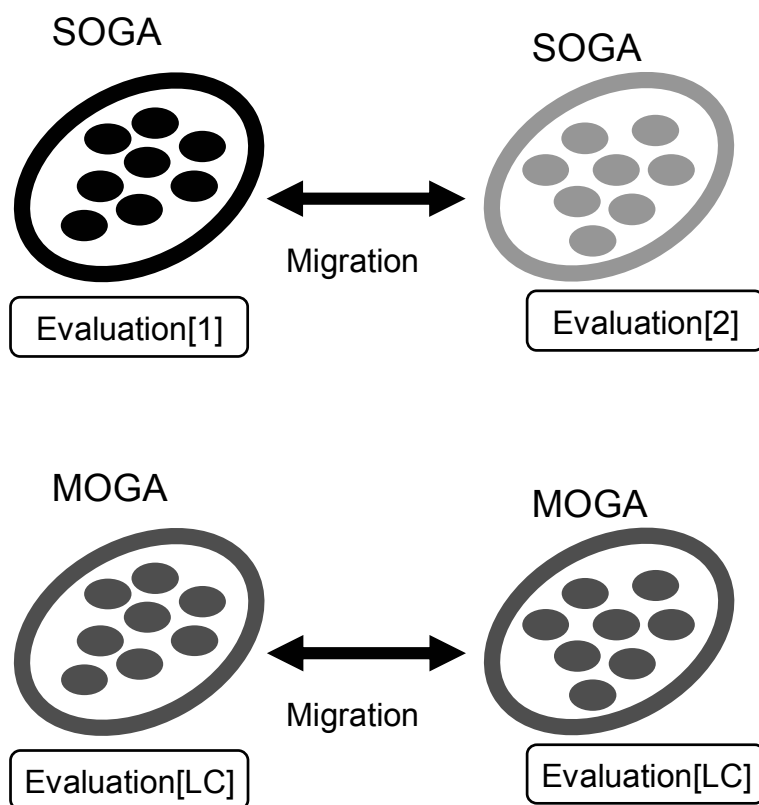 SOGA
SOGA
Migration
Evaluation[1]
Evaluation[2]
MOGA
MOGA
Migration
Evaluation[LC]
Evaluation[LC]